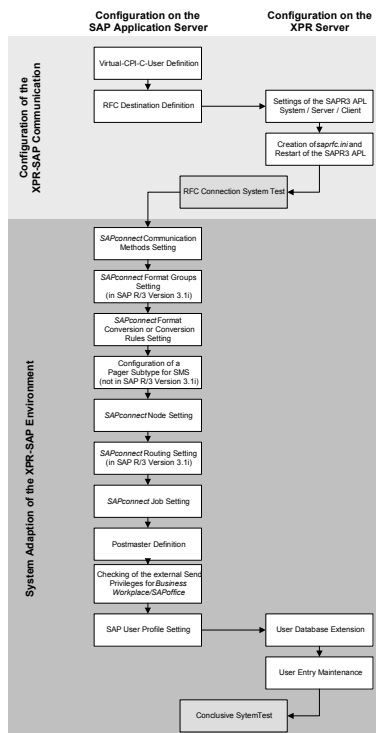 Configuration on the
SAP Application Server
Configuration on the
XPR Server
Configuration of the
XPR-SAP Communication
Virtual-CPI-C-User Definition
RFC Destination Definition
Settings of the SAPR3 APL
System / Server / Client
Creation of saprfc.ini and
Restart of the SAPR3 APL
RFC Connection System Test
System Adaption of the XPR-SAP Environment
SAPconnect Communication
Methods Setting
SAPconnect Format Groups
Setting
(in SAP R/3 Version 3.1i)
SAPconnect Format
Conversion or Conversion
Rules Setting
Configuration of a
Pager Subtype for SMS
(not in SAP R/3 Version 3.1i)
SAPconnect Node Setting
SAPconnect Routing Setting
(in SAP R/3 Version 3.1i)
SAPconnect Job Setting
Postmaster Definition
Checking of the external Send
Privileges for Business
Workplace/SAPoffice
SAP User Profile Setting
User Database Extension
User Entry Maintenance
Conclusive SytemTest